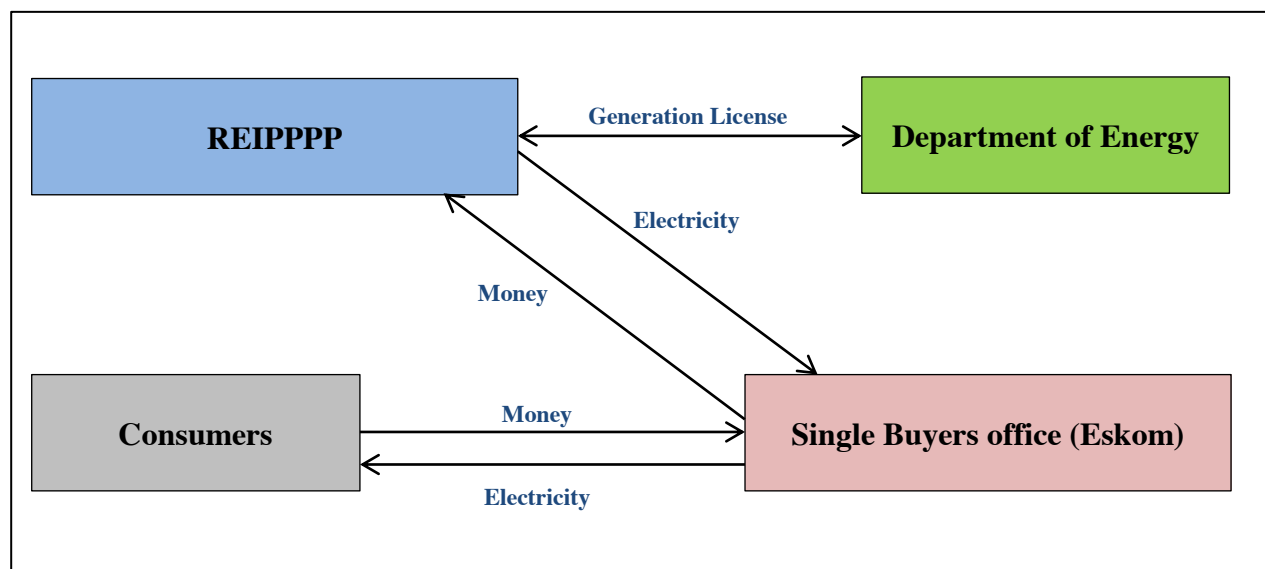 Generation License
REIPPPP
Department of Energy
Electricity
Money
Consumers
Money
Single Buyers office (Eskom)
Electricity